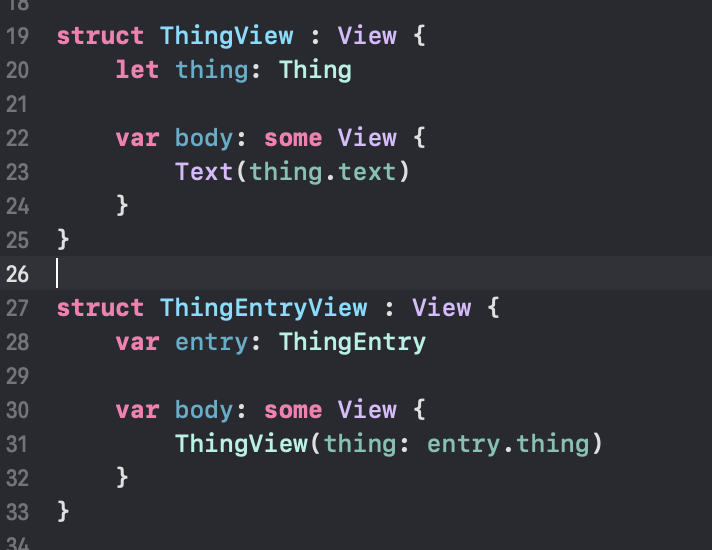 18
19 struct ThingView : View {
20     let thing: Thing
21
22     var body: some View {
23         Text(thing.text)
24     }
25 }
26
27 struct ThingEntryView : View {
28     var entry: ThingEntry
29
30     var body: some View {
31         ThingView(thing: entry.thing)
32     }
33 }
34